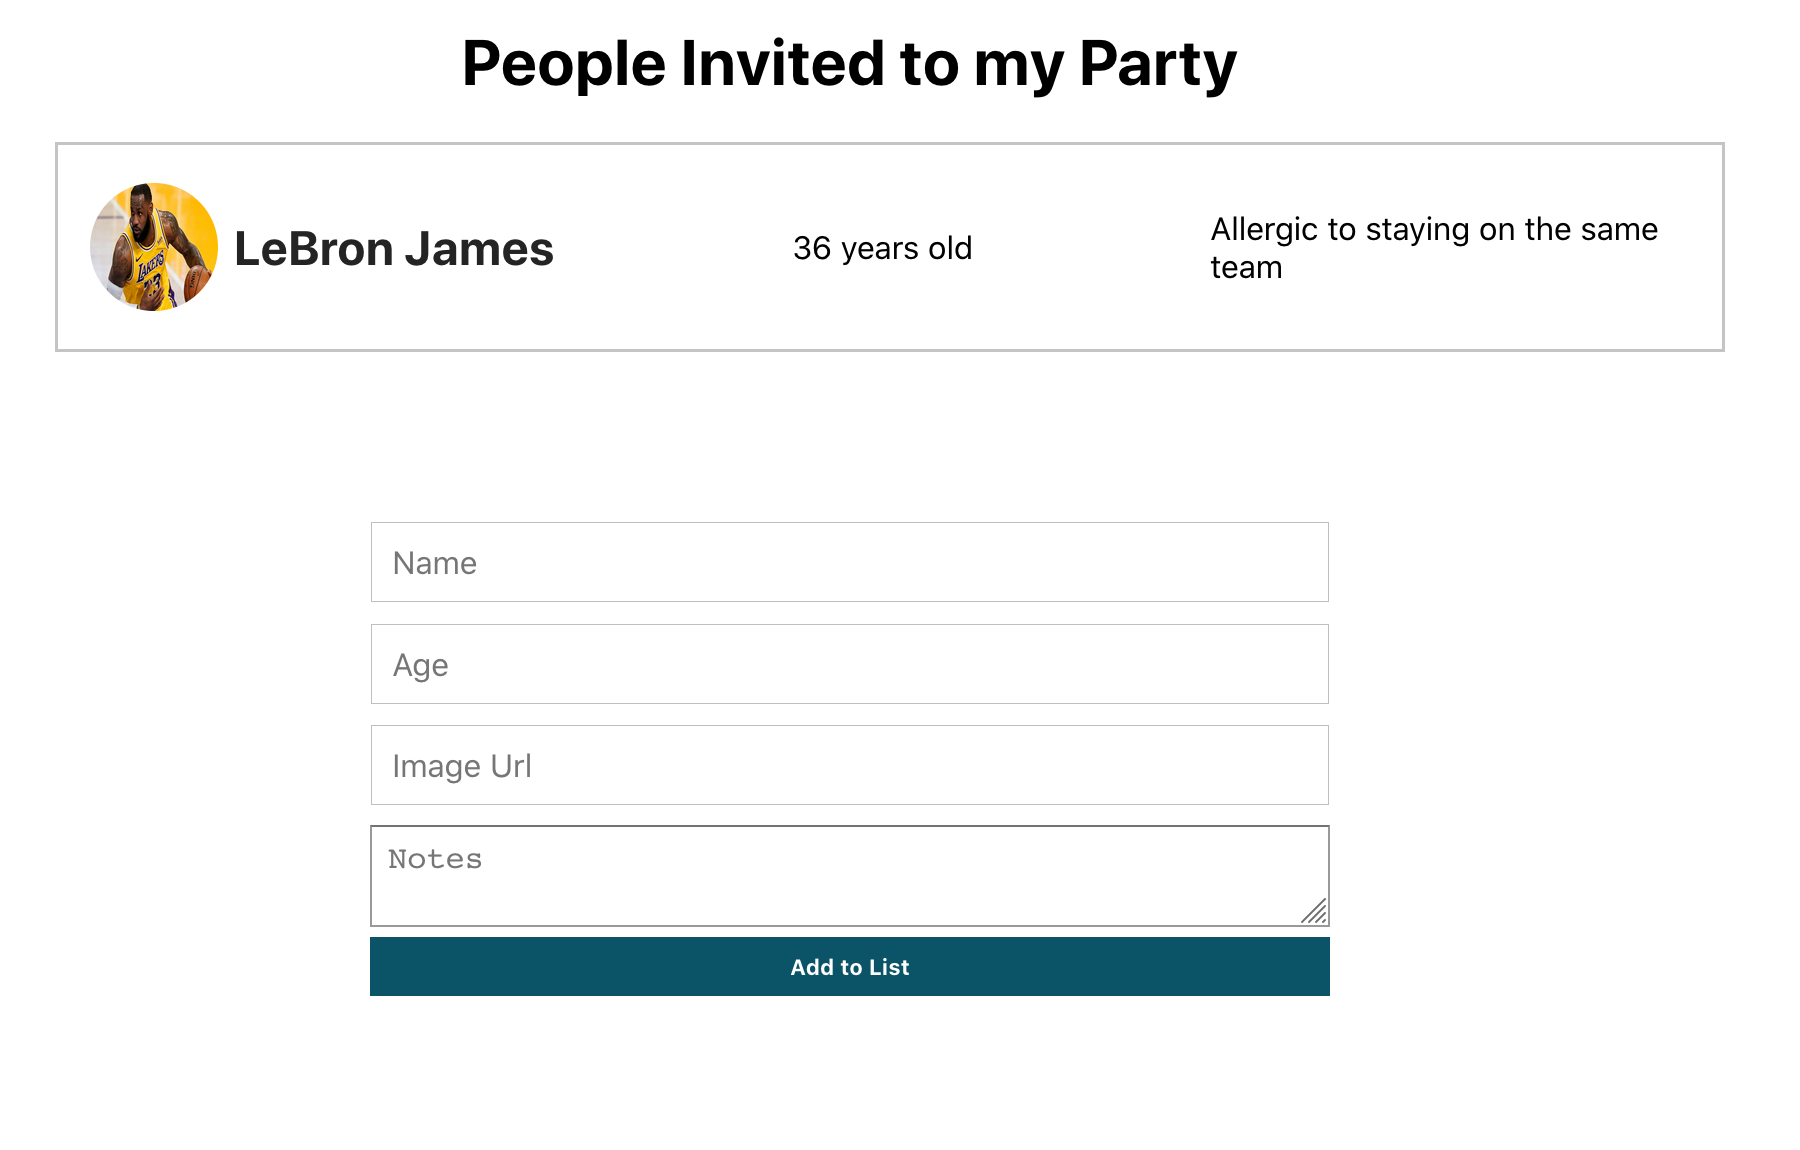 People Invited to my Party
LAKERS
LeBron James
36 years old
Allergic to staying on the same
team
Name
Age
Image Url
Notes
Add to List